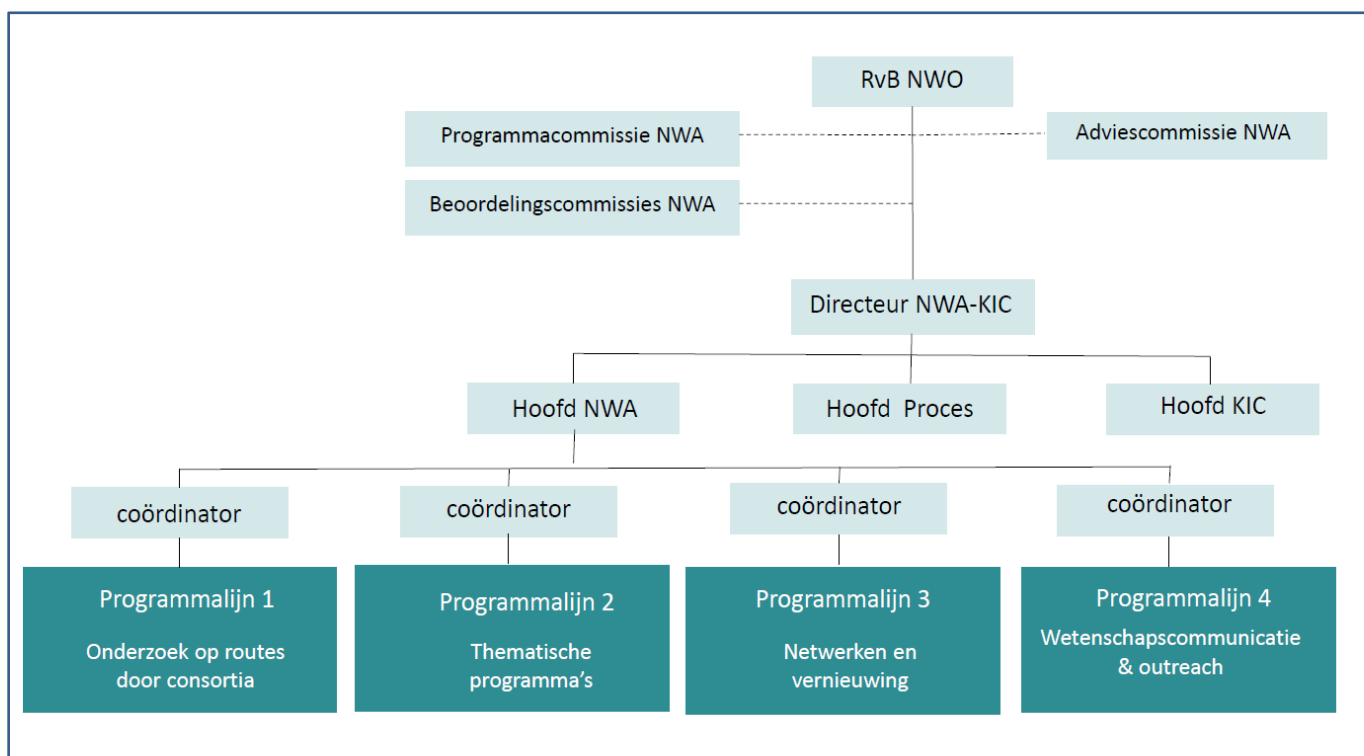 RvB NWO
Programmacommissie NWA
Adviescommissie NWA
Beoordelingscommissies NWA
Directeur NWA-KIC
Hoofd NWA
Hoofd Proces
Hoofd KIC
coördinator
coördinator
coördinator
coördinator
Programmalijn 1
Onderzoek op routes
door consortia
Programmalijn 2
Thematische
programma’s
Programmalijn 3
Netwerken en
vernieuwing
Programmalijn 4
Wetenschapscommunicatie
& outreach